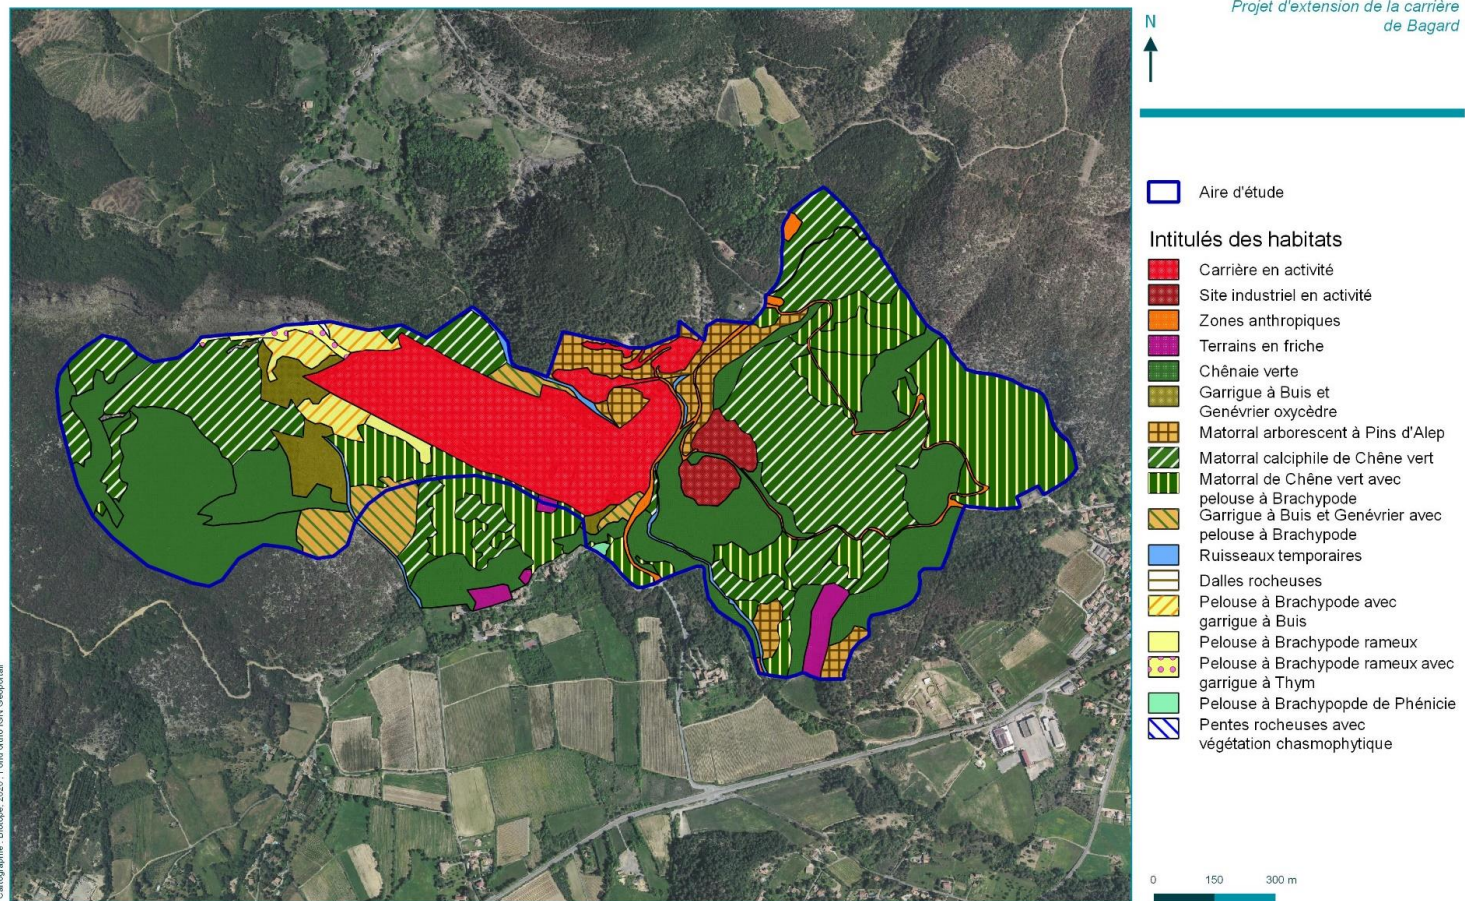 Projet d'extension de la carrière
de Bagard
N
Aire d'étude
Intitulés des habitats
Carrière en activité
Site industriel en activité
Zones anthropiques
Terrains en friche
Chênaie verte
Garrigue à Buis et
Genévrier oxycèdre
Matorral arborescent à Pins d'Alep
Matorral calciphile de Chêne vert
Matorral de Chêne vert avec
pelouse à Brachypode
Garrigue à Buis et Genévrier avec
pelouse à Brachypode
Ruisseaux temporaires
Dalles rocheuses
Pelouse à Brachypode avec
garrigue à Buis
Pelouse à Brachypode rameux
Pelouse à Brachypode rameux avec
garrigue à Thym
Pelouse à Brachypopde de Phénicie
Pentes rocheuses avec
végétation chasmophytique
0 150 300 m